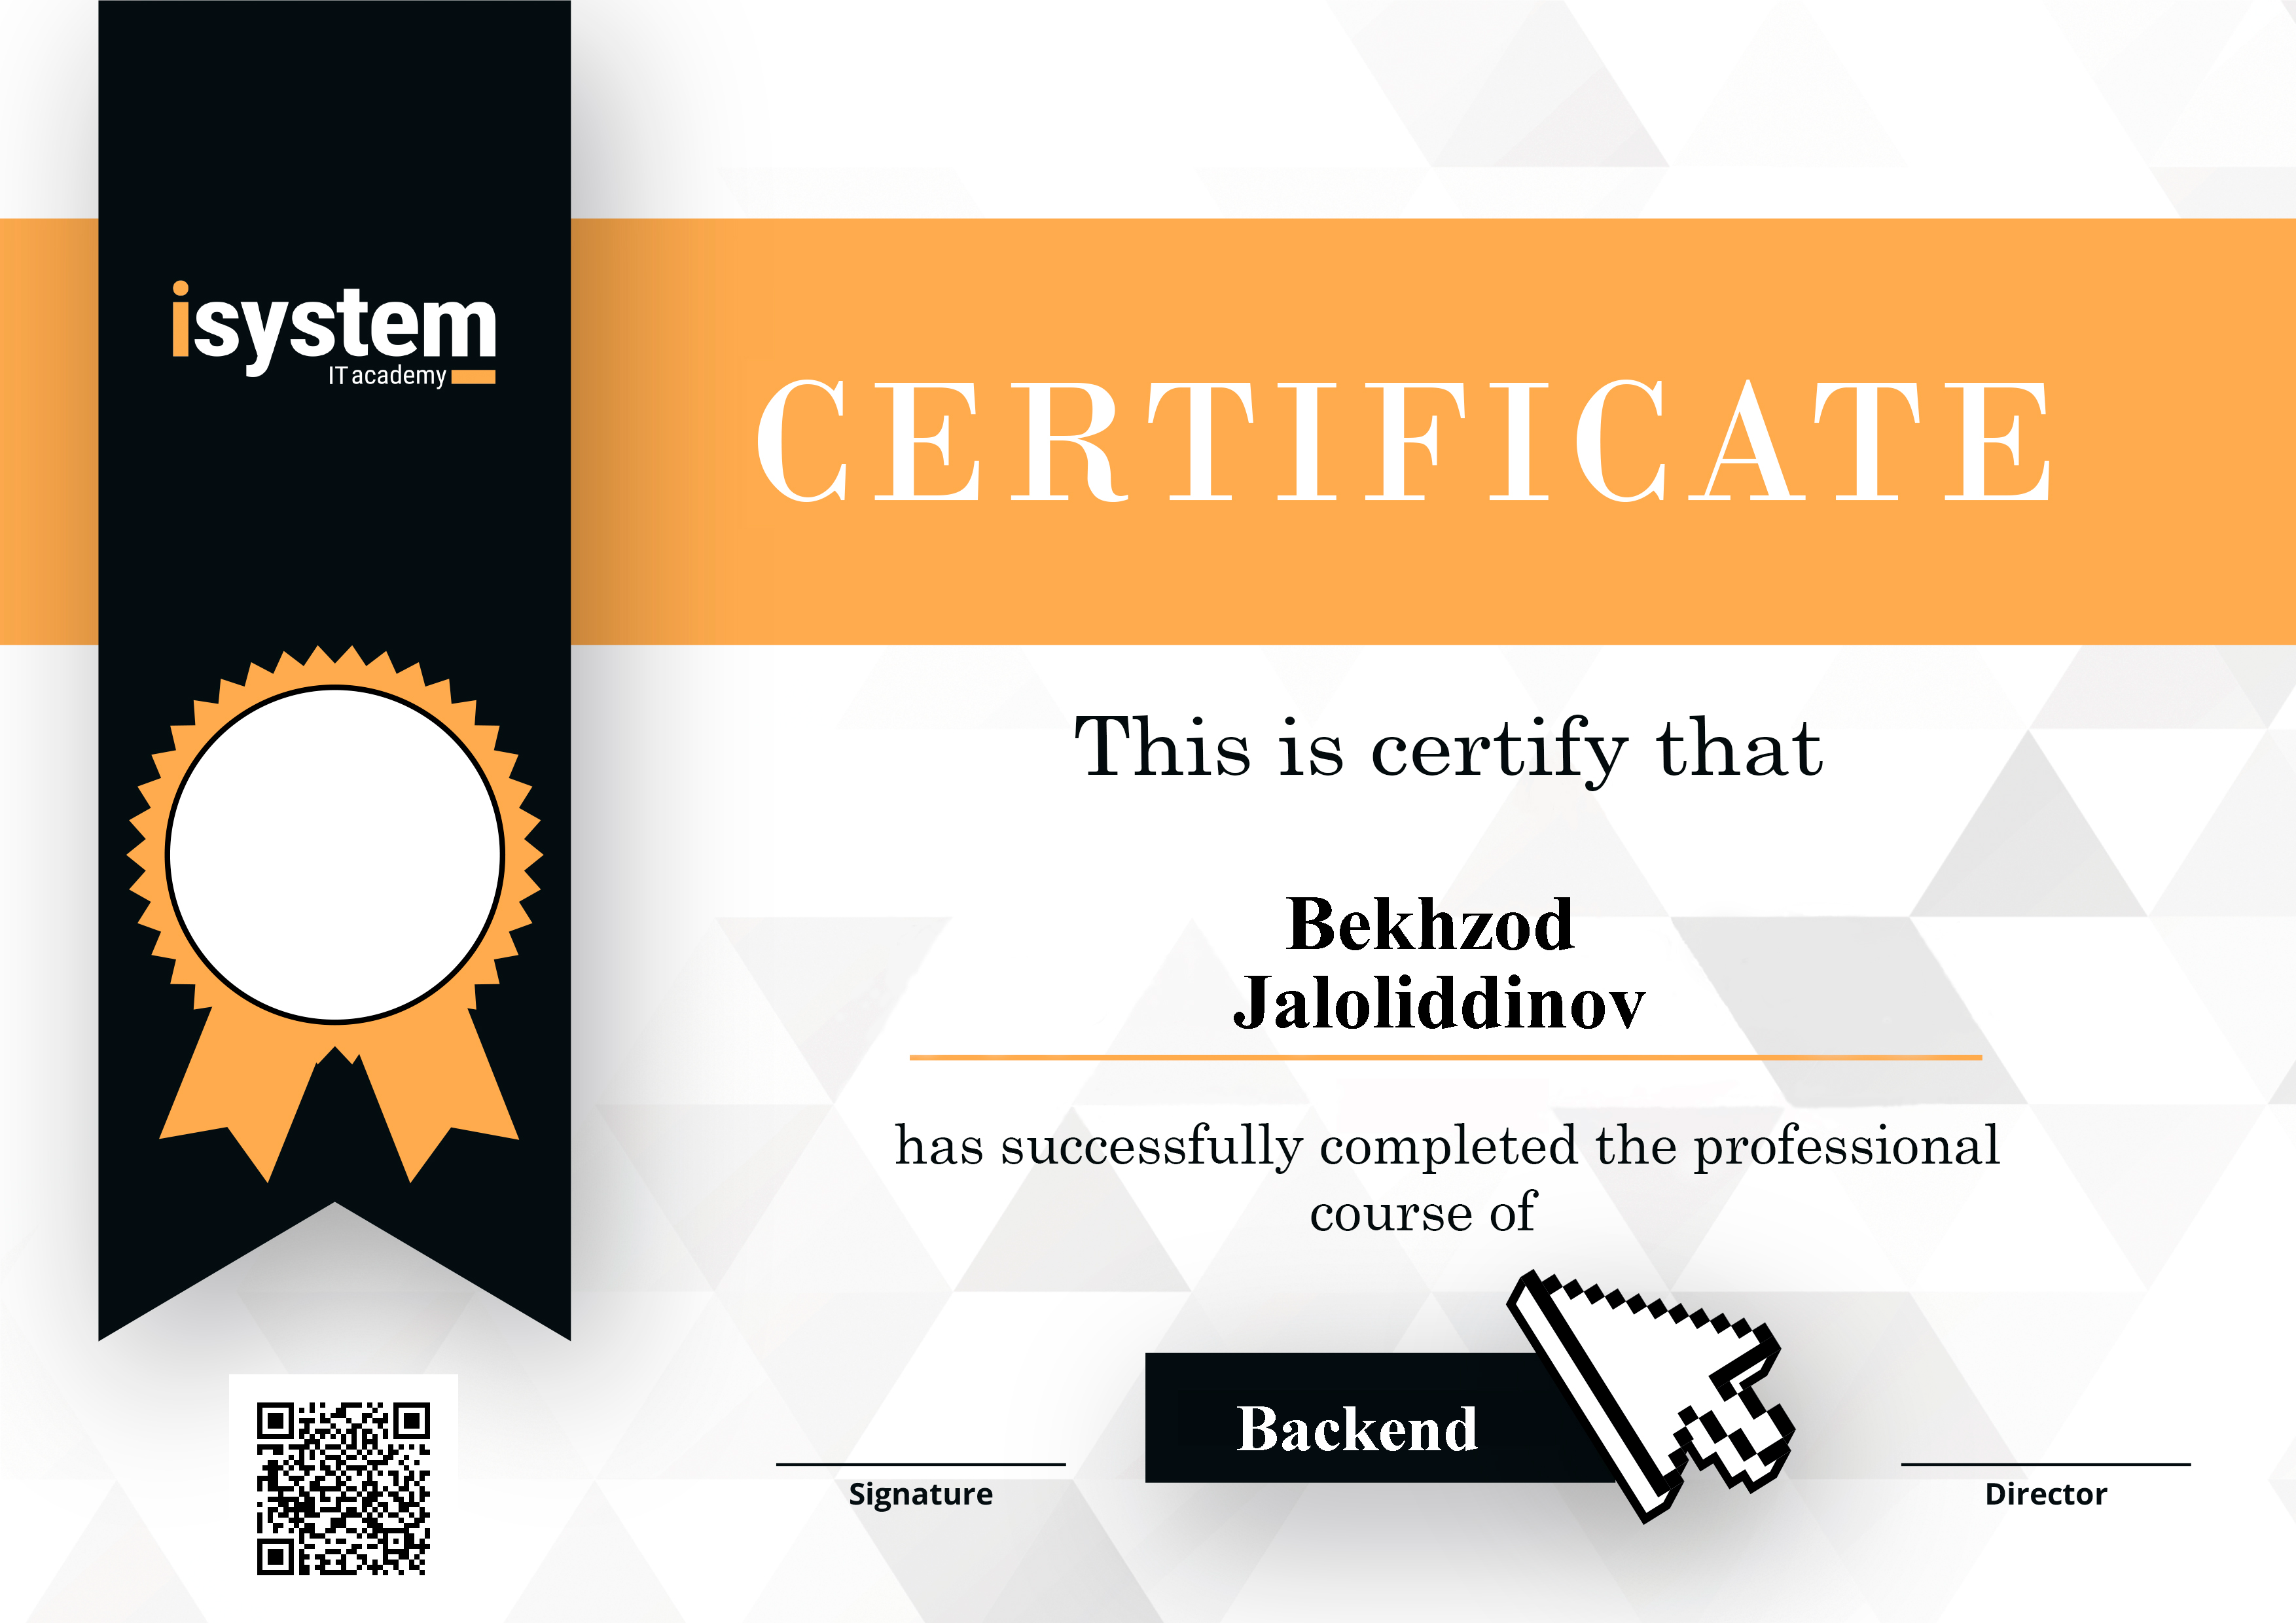 isystem
IT academy
CERTIFICATE
This is certify that
Bekhzod
Jaloliddinov
has successfully completed the professional
course of
Backend
Signature
Director